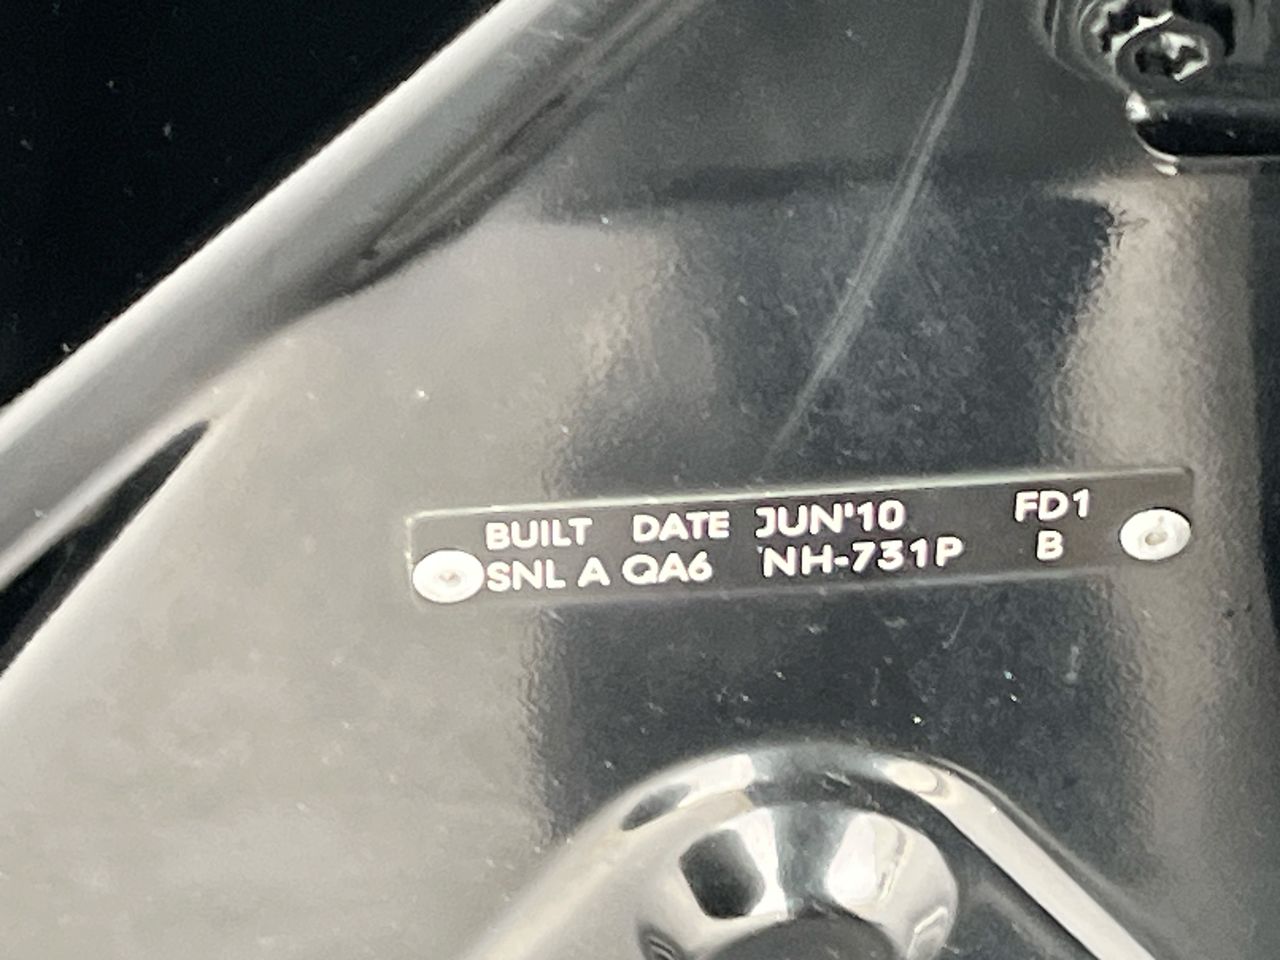 BUILT DATE JUN'10 FD1
SNL A QA6 NH-731P B